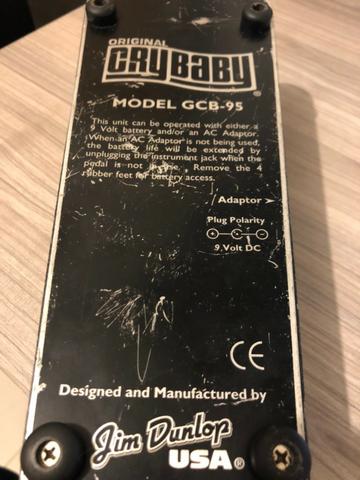 ORIGINAL
CRYBABY®
MODEL GCB-95
This unit can be operated with either a
9 Volt battery and/or an AC Adaptor.
When an AC Adaptor is not being used,
the battery life will be extended by
unplugging the instrument jack when the
pedal is not in use. Remove the 4
rubber feet for battery access.
Adaptor >
Plug Polarity
+ -
9 Volt DC
CE
Designed and Manufactured by
Jim Dunlop
USA®